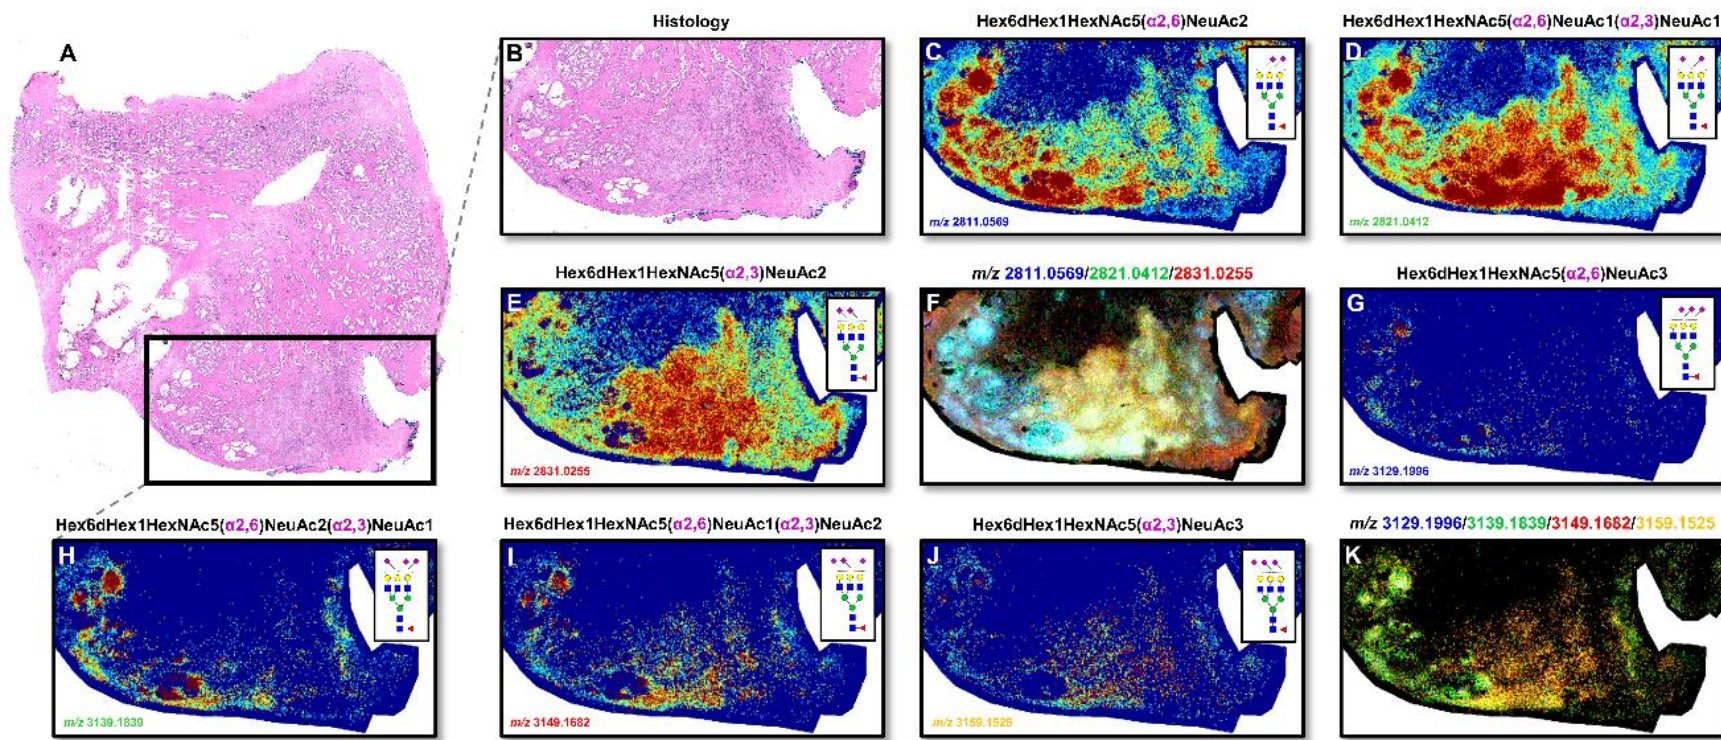 A
Histology
B
Hex6dHex1HexNAc5(α2,6)NeuAc2
C
m/z 2811.0569
Hex6dHex1HexNAc5(α2,6)NeuAc1(α2,3)NeuAc1
D
m/z 2821.0412
Hex6dHex1HexNAc5(α2,3)NeuAc2
E
m/z 2831.0255
m/z 2811.0569/2821.0412/2831.0255
F
Hex6dHex1HexNAc5(α2,6)NeuAc3
G
m/z 3129.1996
Hex6dHex1HexNAc5(α2,6)NeuAc2(α2,3)NeuAc1
H
m/z 3139.1839
Hex6dHex1HexNAc5(α2,6)NeuAc1(α2,3)NeuAc2
I
m/z 3149.1682
Hex6dHex1HexNAc5(α2,3)NeuAc3
J
m/z 3159.1525
m/z 3129.1996/3139.1839/3149.1682/3159.1525
K